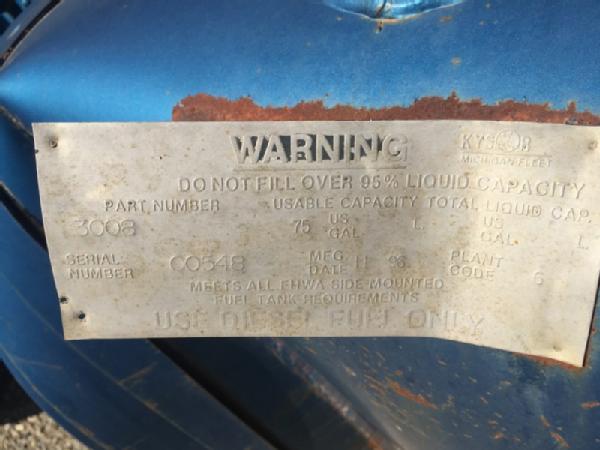 WARNING
KYSOR
MICHIGAN FLEET
DO NOT FILL OVER 95% LIQUID CAPACITY
PART NUMBER USABLE CAPACITY TOTAL LIQUID CAP.
3008 75 US GAL L. US GAL L.
SERIAL NUMBER C0548 MFG DATE 11 96 PLANT CODE 6
MEETS ALL FHWA SIDE MOUNTED
FUEL TANK REQUIREMENTS
USE DIESEL FUEL ONLY